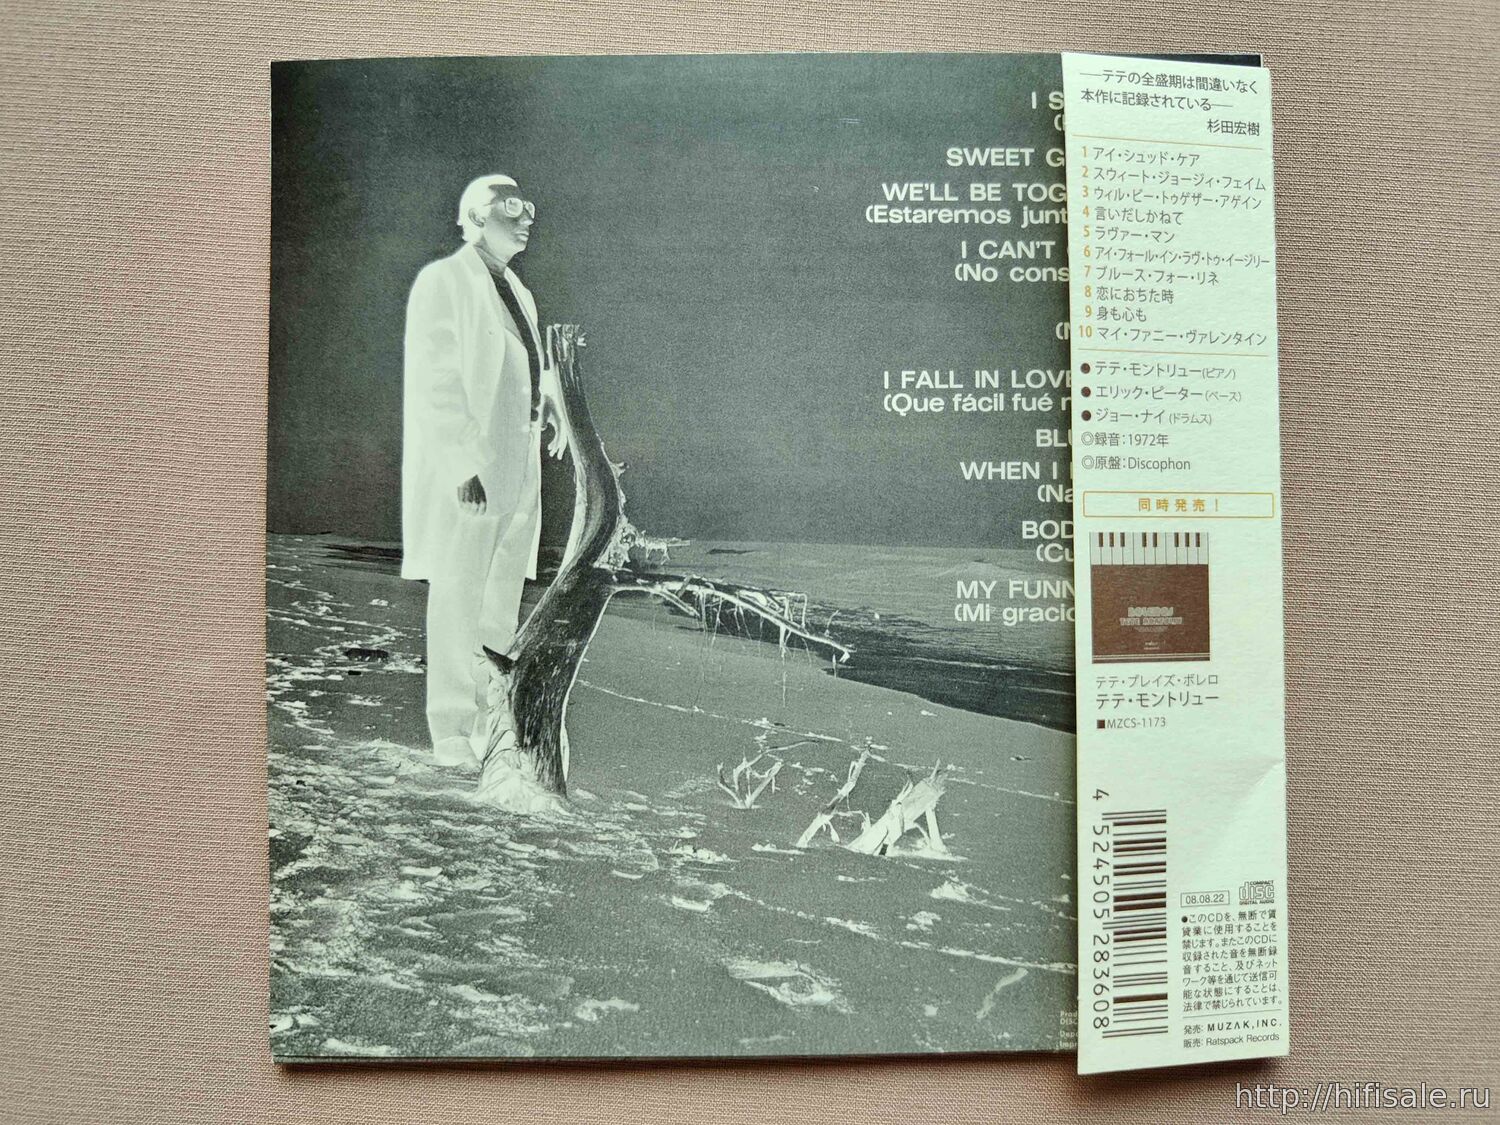 I S
SWEET G
WE'LL BE TOG
(Estaremos junt
I CAN'T
(No cons
I FALL IN LOVE
(Que fácil fué
BLU
WHEN I
(Na
BOD
(Cu
MY FUNN
(Mi gracio
──テテの全盛期は間違いなく
本作に記録されている──
杉田宏樹
1 アイ・シュッド・ケア
2 スウィート・ジョージィ・フェイム
3 ウィル・ビー・トゥゲザー・アゲイン
4 言いだしかねて
5 ラヴァー・マン
6 アイ・フォール・イン・ラヴ・トゥ・イージリー
7 ブルース・フォー・リネ
8 恋におちた時
9 身も心も
10 マイ・ファニー・ヴァレンタイン
●テテ・モントリュー(ピアノ)
●エリック・ピーター(ベース)
●ジョー・ナイ(ドラムス)
◎録音:1972年
◎原盤:Discophon
同時発売!
BOLEROS
TETE MONTOLIU
テテ・プレイズ・ボレロ
テテ・モントリュー
■MZCS-1173
4 524505 283608
08.08.22
COMPACT
disc
DIGITAL AUDIO
●このCDを、無断で賃
貸業に使用することを
禁じます。またこのCDに
収録された音を無断録
音すること、及びネット
ワーク等を通じて送信可
能な状態にすることは、
法律で禁じられています。
発売: MUZAK, INC.
販売: Ratspack Records
Prod
DISC
Depo
Impr
http://hifisale.ru